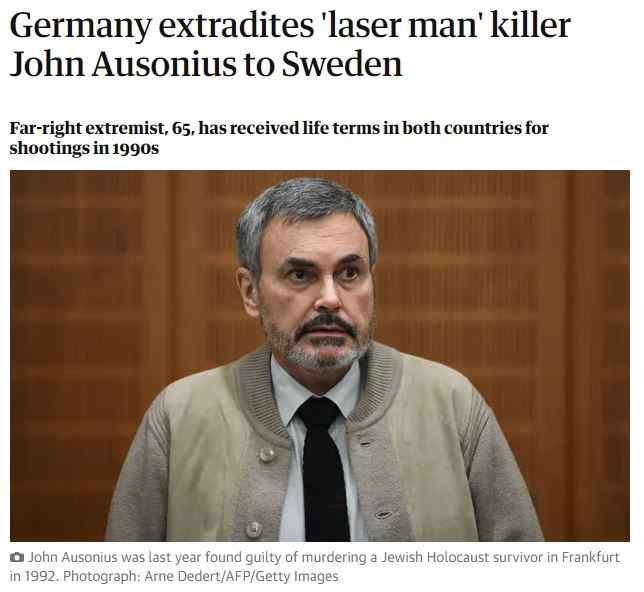 Germany extradites 'laser man' killer
John Ausonius to Sweden
Far-right extremist, 65, has received life terms in both countries for
shootings in 1990s
John Ausonius was last year found guilty of murdering a Jewish Holocaust survivor in Frankfurt
in 1992. Photograph: Arne Dedert/AFP/Getty Images